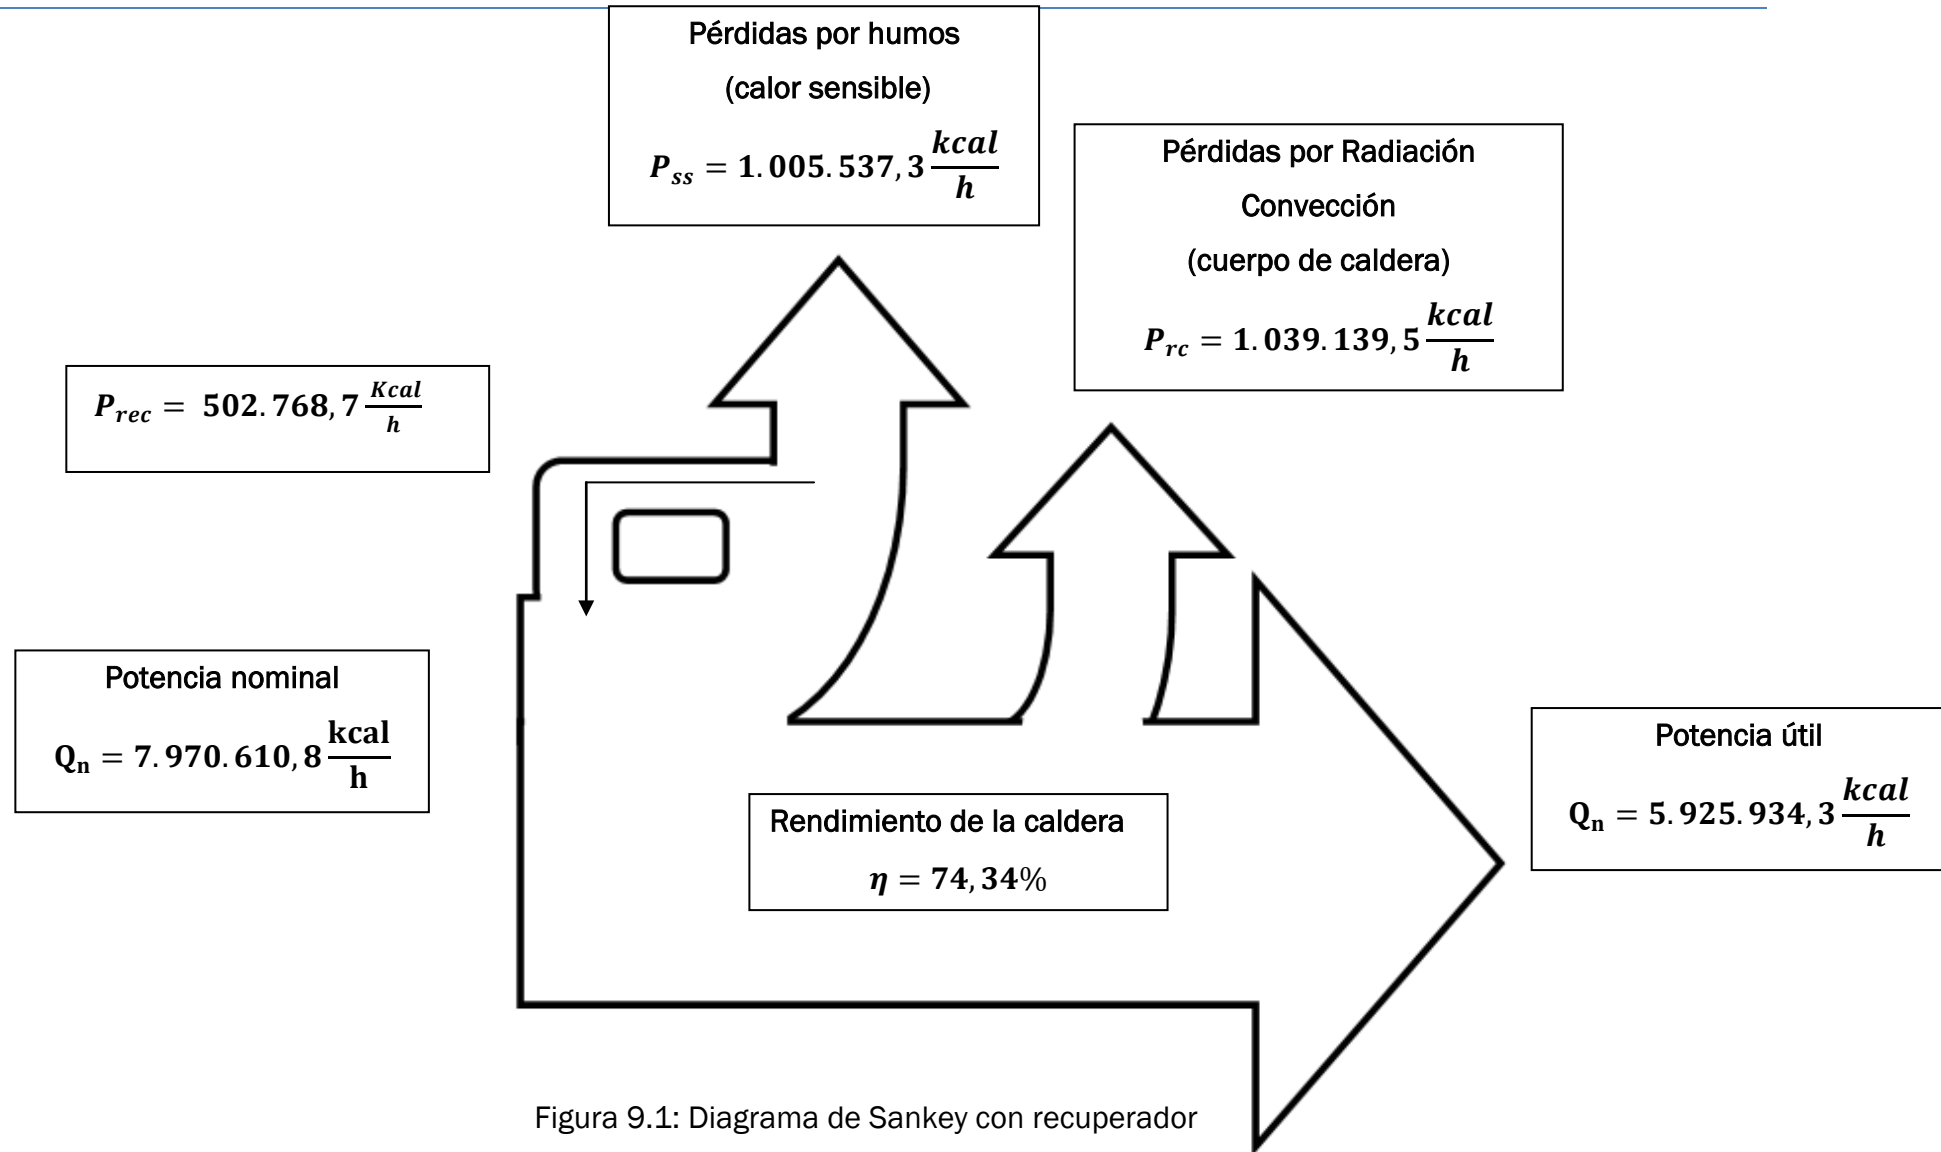 Pérdidas por humos
(calor sensible)
P_ss = 1.005.537,3 kcal/h
Pérdidas por Radiación
Convección
(cuerpo de caldera)
P_rc = 1.039.139,5 kcal/h
P_rec = 502.768,7 Kcal/h
Potencia nominal
Q_n = 7.970.610,8 kcal/h
Rendimiento de la caldera
η = 74,34%
Potencia útil
Q_n = 5.925.934,3 kcal/h
Figura 9.1: Diagrama de Sankey con recuperador